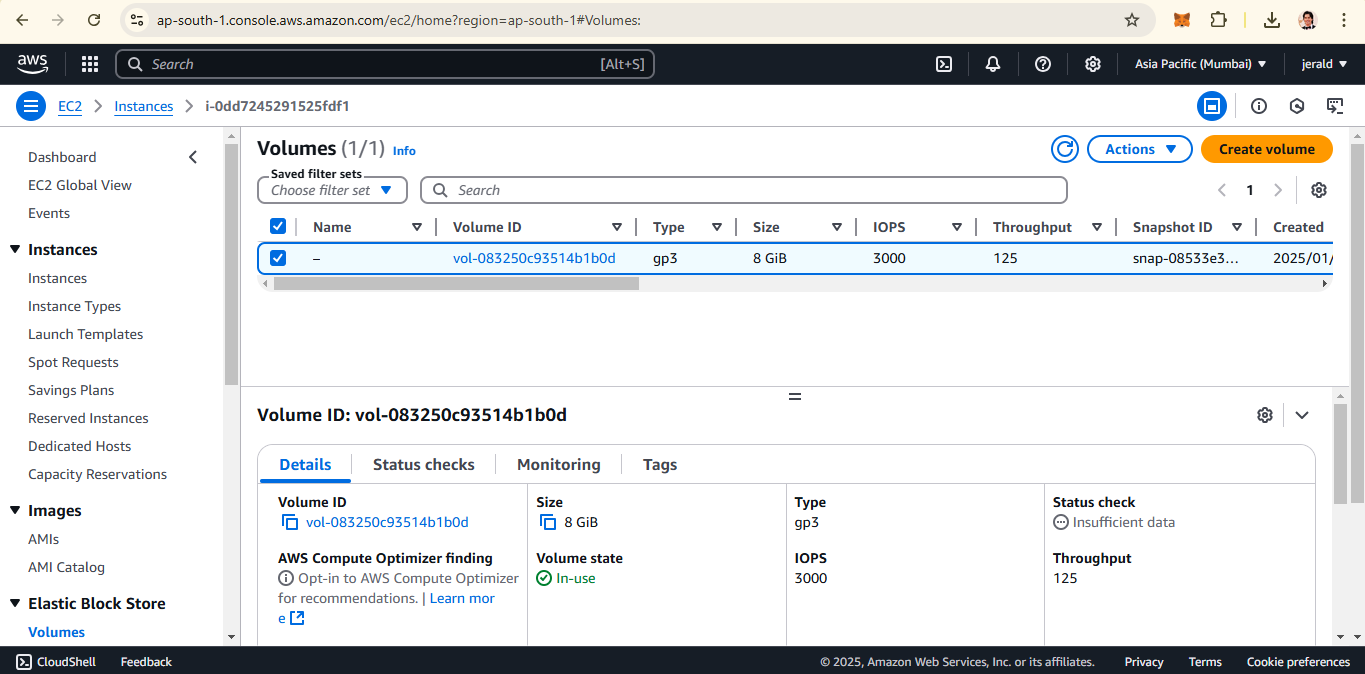 ap-south-1.console.aws.amazon.com/ec2/home?region=ap-south-1#Volumes:
aws
Search [Alt+S]
Asia Pacific (Mumbai)
jerald
EC2 Instances i-0dd7245291525fdf1
Dashboard
EC2 Global View
Events
Instances
Instances
Instance Types
Launch Templates
Spot Requests
Savings Plans
Reserved Instances
Dedicated Hosts
Capacity Reservations
Images
AMIs
AMI Catalog
Elastic Block Store
Volumes
Volumes (1/1) Info
Actions
Create volume
Saved filter sets
Choose filter set
Search
1
Name Volume ID Type Size IOPS Throughput Snapshot ID Created
– vol-083250c93514b1b0d gp3 8 GiB 3000 125 snap-08533e3... 2025/01/
Volume ID: vol-083250c93514b1b0d
Details Status checks Monitoring Tags
Volume ID
vol-083250c93514b1b0d
Size
8 GiB
Type
gp3
Status check
Insufficient data
AWS Compute Optimizer finding
Opt-in to AWS Compute Optimizer
for recommendations. | Learn mor
e
Volume state
In-use
IOPS
3000
Throughput
125
CloudShell Feedback © 2025, Amazon Web Services, Inc. or its affiliates. Privacy Terms Cookie preferences